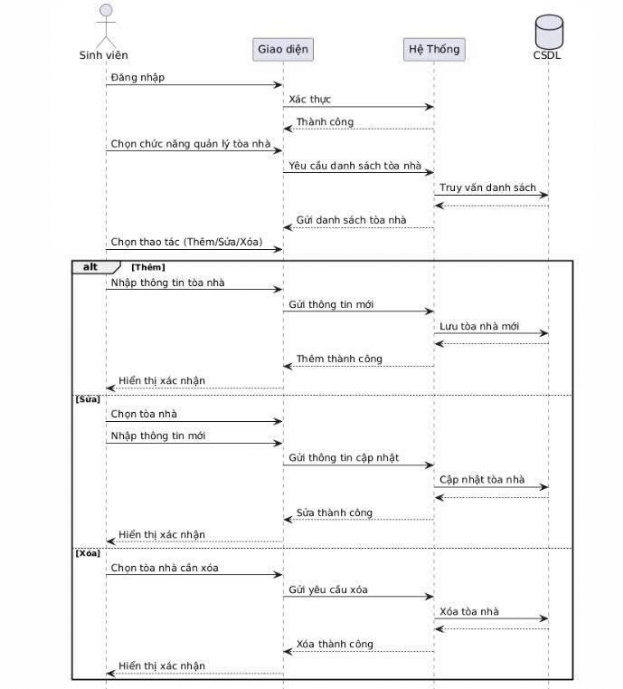 Sinh viên
Giao diện
Hệ Thống
CSDL
Đăng nhập
Xác thực
Thành công
Chọn chức năng quản lý tòa nhà
Yêu cầu danh sách tòa nhà
Truy vấn danh sách
Gửi danh sách tòa nhà
Chọn thao tác (Thêm/Sửa/Xóa)
alt [Thêm]
Nhập thông tin tòa nhà
Gửi thông tin mới
Lưu tòa nhà mới
Thêm thành công
Hiển thị xác nhận
[Sửa]
Chọn tòa nhà
Nhập thông tin mới
Gửi thông tin cập nhật
Cập nhật tòa nhà
Sửa thành công
Hiển thị xác nhận
[Xóa]
Chọn tòa nhà cần xóa
Gửi yêu cầu xóa
Xóa tòa nhà
Xóa thành công
Hiển thị xác nhận